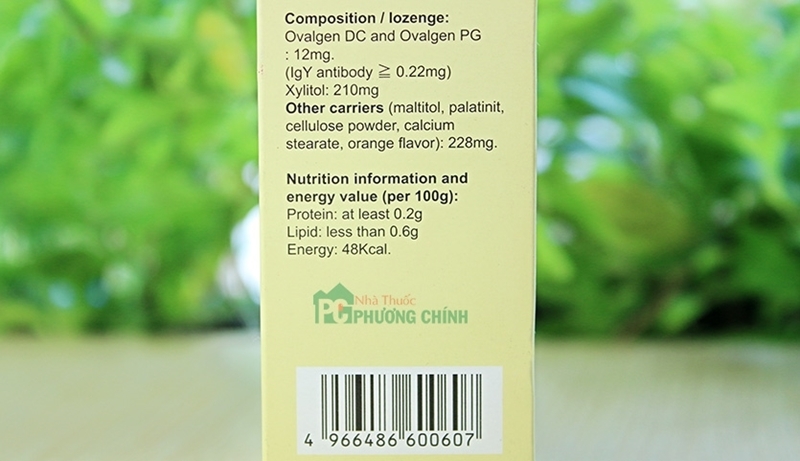 Composition / lozenge:
Ovalgen DC and Ovalgen PG
: 12mg.
(IgY antibody ≧ 0.22mg)
Xylitol: 210mg
Other carriers (maltitol, palatinit,
cellulose powder, calcium
stearate, orange flavor): 228mg.
Nutrition information and
energy value (per 100g):
Protein: at least 0.2g
Lipid: less than 0.6g
Energy: 48Kcal.
PC
Nhà Thuốc
PHƯƠNG CHÍNH
4 966486 600607